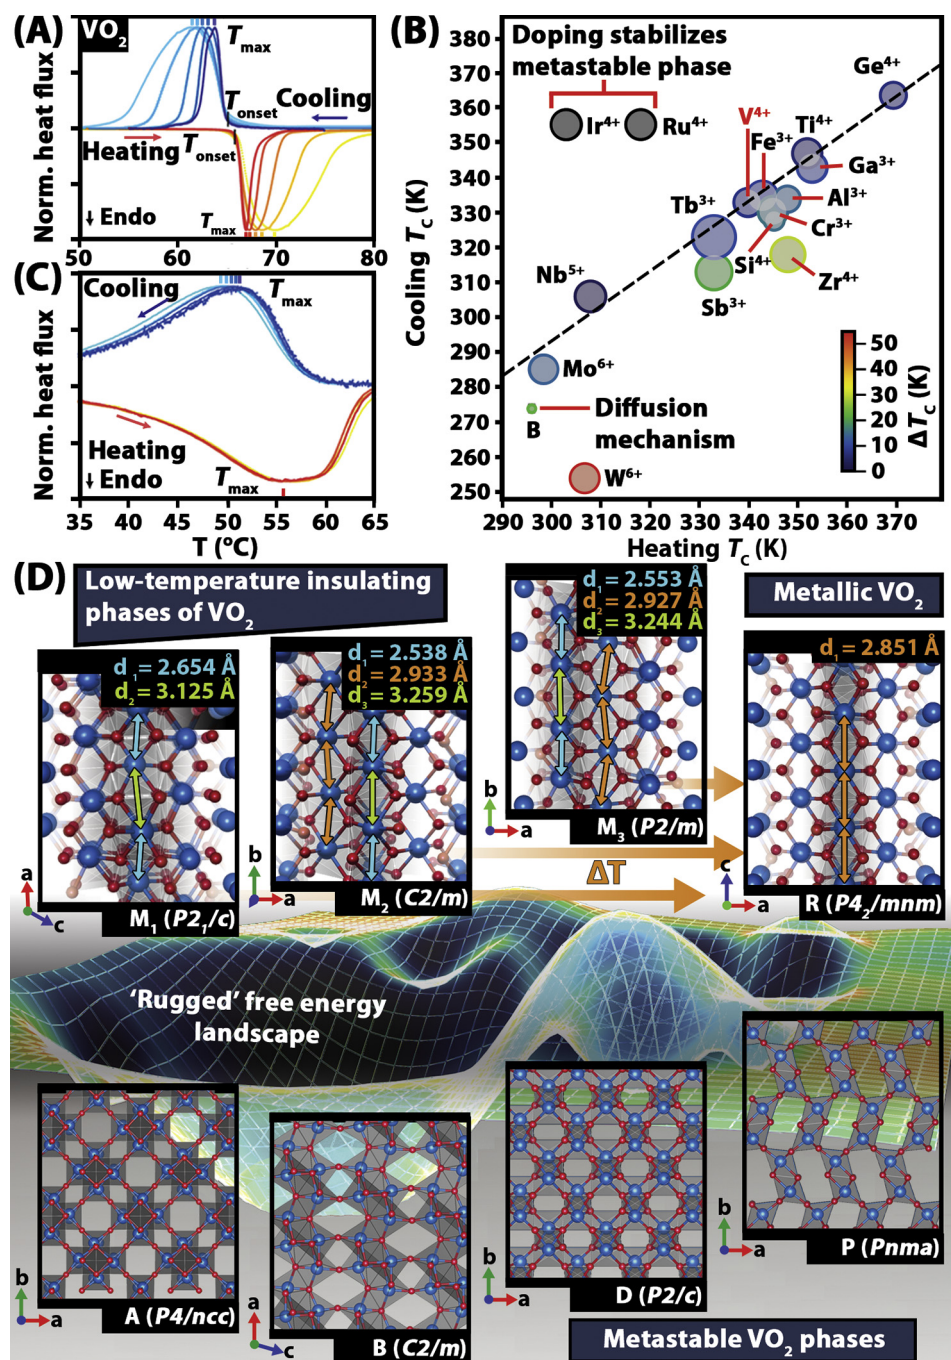 (A)
VO₂
Tmax
Tonset
Cooling
Heating
Tonset
Tmax
↓ Endo
Norm. heat flux
50
60
70
80
(B)
Doping stabilizes
metastable phase
Ir⁴⁺
Ru⁴⁺
Ge⁴⁺
V⁴⁺
Ti⁴⁺
Fe³⁺
Ga³⁺
Tb³⁺
Al³⁺
Cr³⁺
Si⁴⁺
Zr⁴⁺
Nb⁵⁺
Sb³⁺
Mo⁶⁺
B
Diffusion
mechanism
W⁶⁺
380
370
360
350
340
330
320
310
300
290
280
270
260
250
Cooling TC (K)
290
300
310
320
330
340
350
360
370
Heating TC (K)
50
40
30
20
10
0
ΔTC (K)
(C)
Cooling
Tmax
Heating
Tmax
↓ Endo
Norm. heat flux
35
40
45
50
55
60
65
T (°C)
(D)
Low-temperature insulating
phases of VO₂
Metallic VO₂
d₁ = 2.654 Å
d₂ = 3.125 Å
a
c
M₁ (P2₁/c)
d₁ = 2.538 Å
d₂ = 2.933 Å
d₃ = 3.259 Å
b
a
M₂ (C2/m)
d₁ = 2.553 Å
d₂ = 2.927 Å
d₃ = 3.244 Å
b
a
M₃ (P2/m)
d₁ = 2.851 Å
c
a
R (P4₂/mnm)
ΔT
'Rugged' free energy
landscape
b
a
A (P4/ncc)
a
c
B (C2/m)
b
a
D (P2/c)
b
a
P (Pnma)
Metastable VO₂ phases